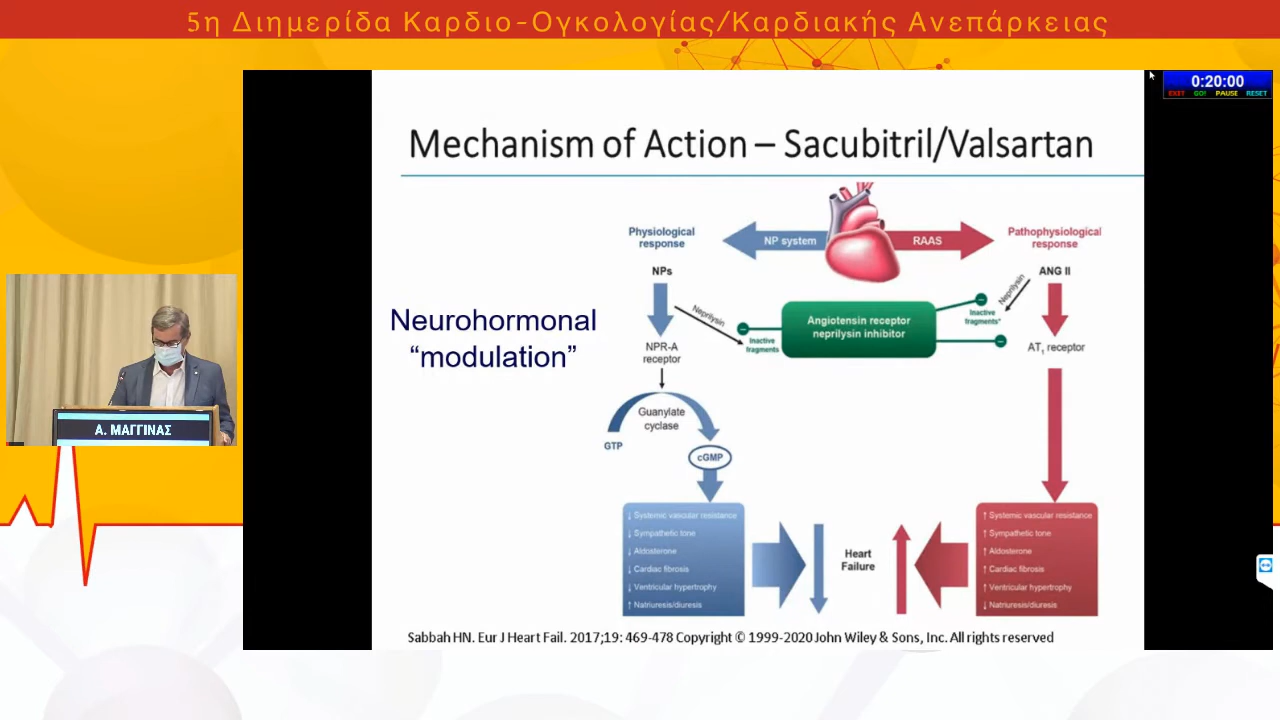 5η Διημερίδα Καρδιο-Ογκολογίας/Καρδιακής Ανεπάρκειας
0:20:00
EXIT GO! PAUSE RESET
Mechanism of Action – Sacubitril/Valsartan
Physiological
response
NP system
RAAS
Pathophysiological
response
NPs
ANG II
Neprilysin
Neprilysin
Neurohormonal
“modulation”
Angiotensin receptor
neprilysin inhibitor
Inactive
fragments
Inactive
fragments*
NPR-A
receptor
AT₁ receptor
Guanylate
cyclase
GTP
cGMP
↓ Systemic vascular resistance
↓ Sympathetic tone
↓ Aldosterone
↓ Cardiac fibrosis
↓ Ventricular hypertrophy
↑ Natriuresis/diuresis
Heart
Failure
↑ Systemic vascular resistance
↑ Sympathetic tone
↑ Aldosterone
↑ Cardiac fibrosis
↑ Ventricular hypertrophy
↓ Natriuresis/diuresis
Sabbah HN. Eur J Heart Fail. 2017;19: 469-478 Copyright © 1999-2020 John Wiley & Sons, Inc. All rights reserved
Α. ΜΑΓΓΙΝΑΣ